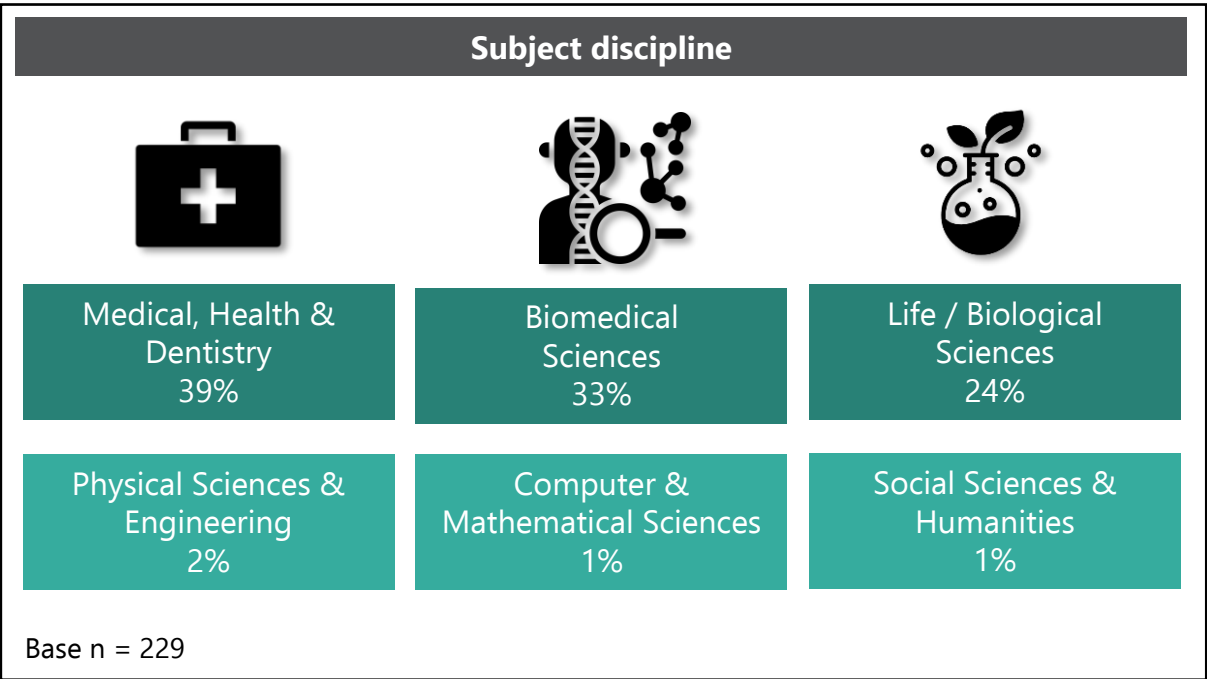 Subject discipline
Medical, Health &
Dentistry
39%
Biomedical
Sciences
33%
Life / Biological
Sciences
24%
Physical Sciences &
Engineering
2%
Computer &
Mathematical Sciences
1%
Social Sciences &
Humanities
1%
Base n = 229